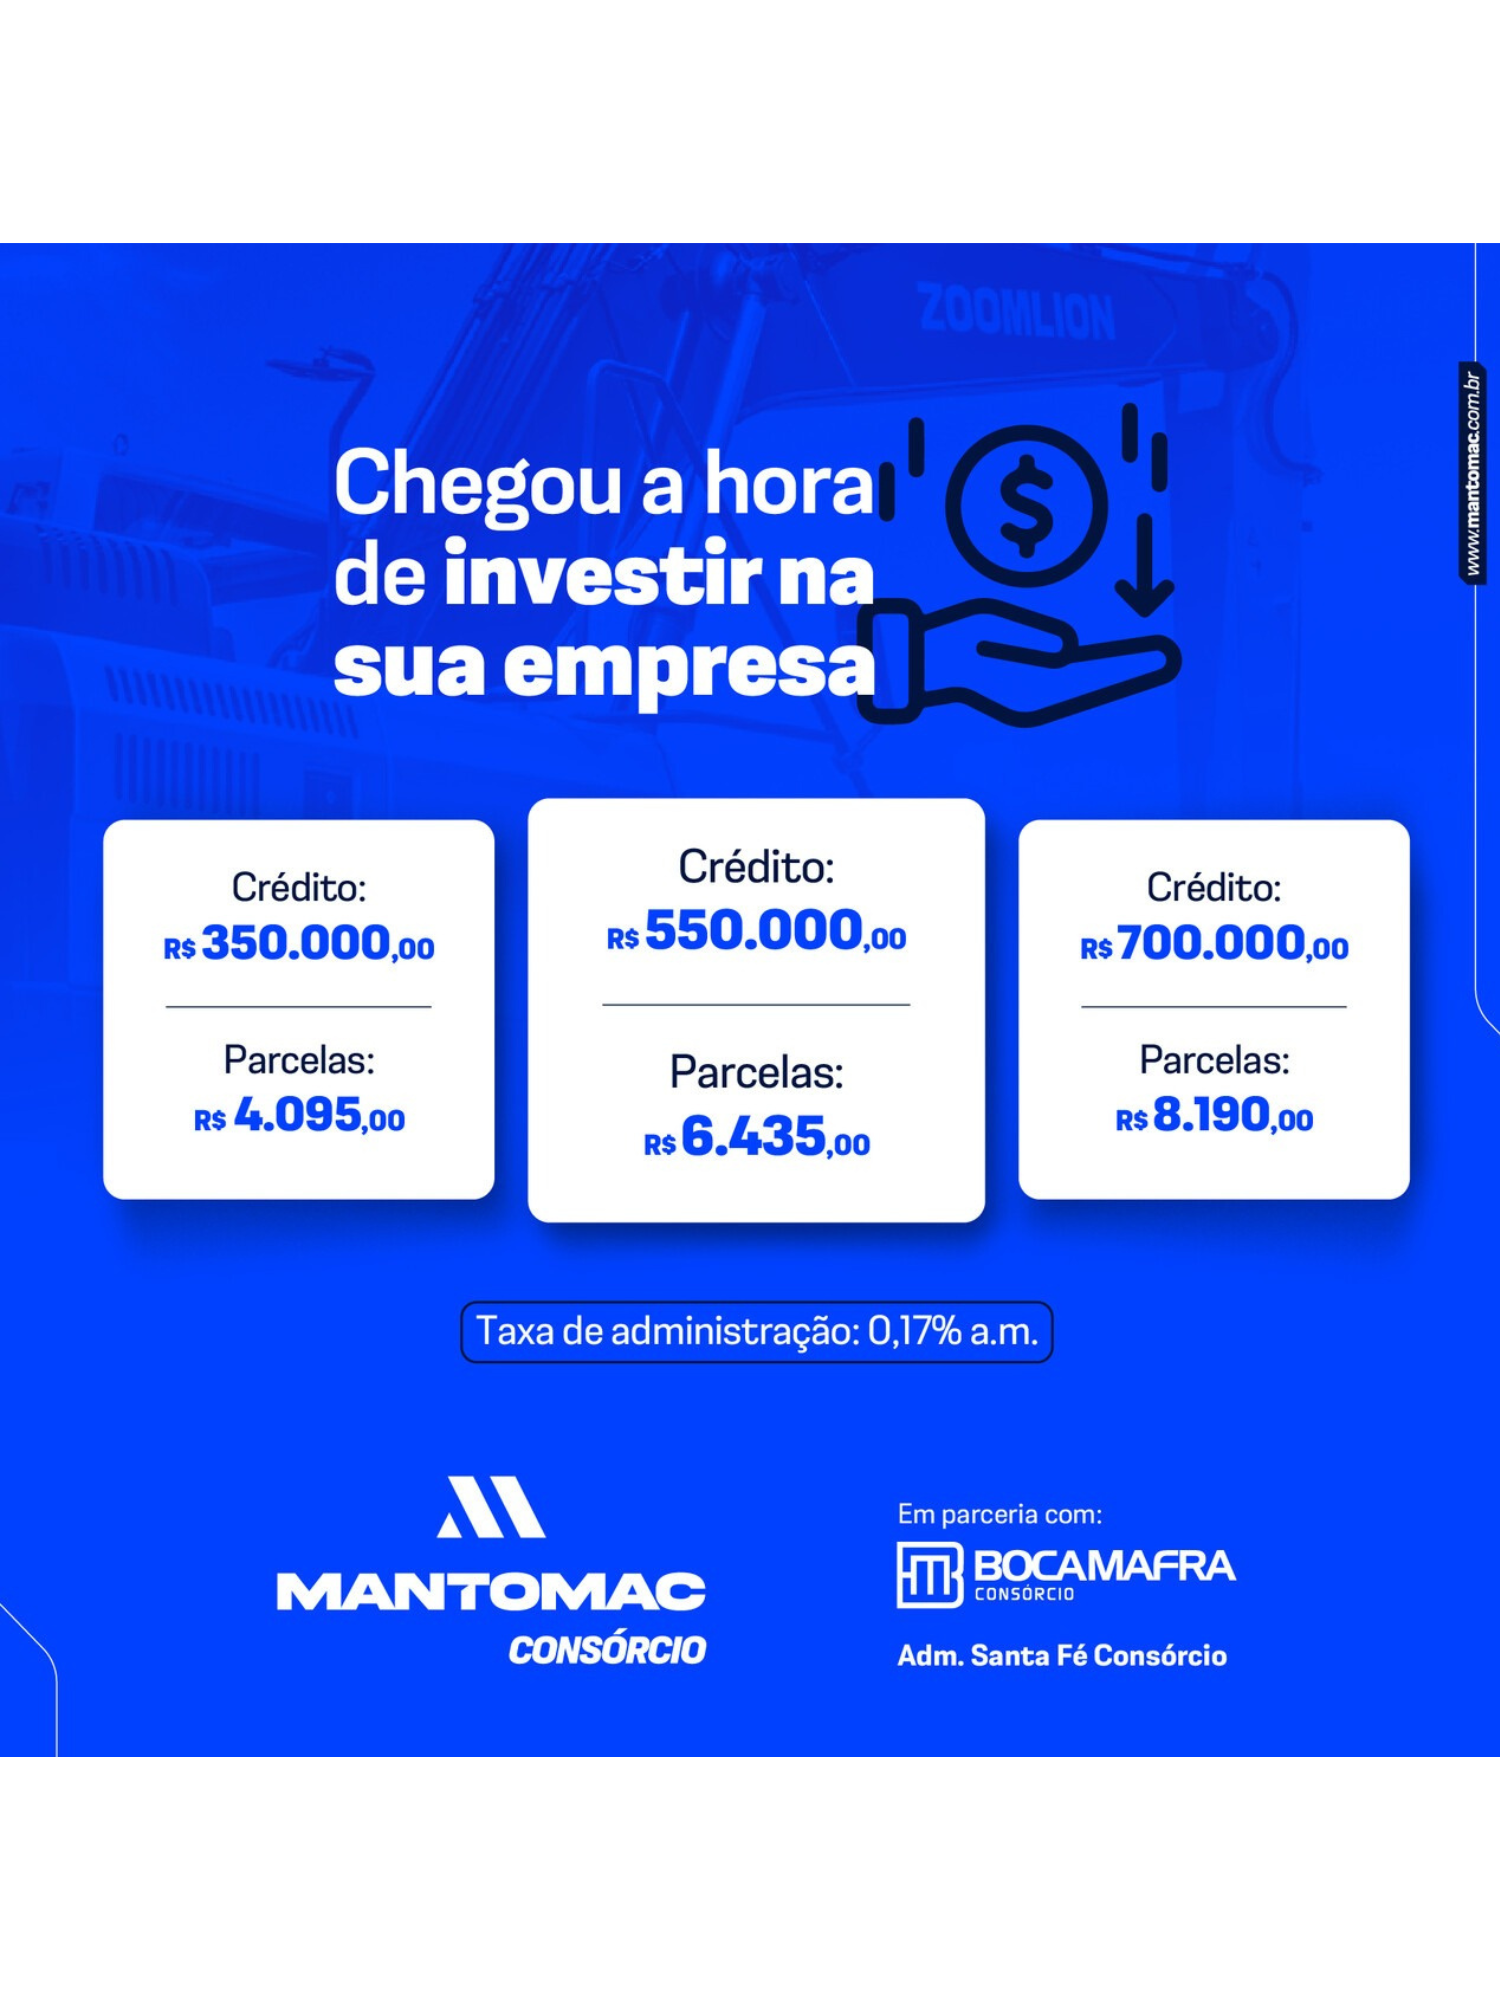 ZOOMLION
www.mantomac.com.br
Chegou a hora
de investir na
sua empresa
$
Crédito:
R$ 350.000,00
Parcelas:
R$ 4.095,00
Crédito:
R$ 550.000,00
Parcelas:
R$ 6.435,00
Crédito:
R$ 700.000,00
Parcelas:
R$ 8.190,00
Taxa de administração: 0,17% a.m.
MANTOMAC
CONSÓRCIO
Em parceria com:
BOCAMAFRA
CONSÓRCIO
Adm. Santa Fé Consórcio